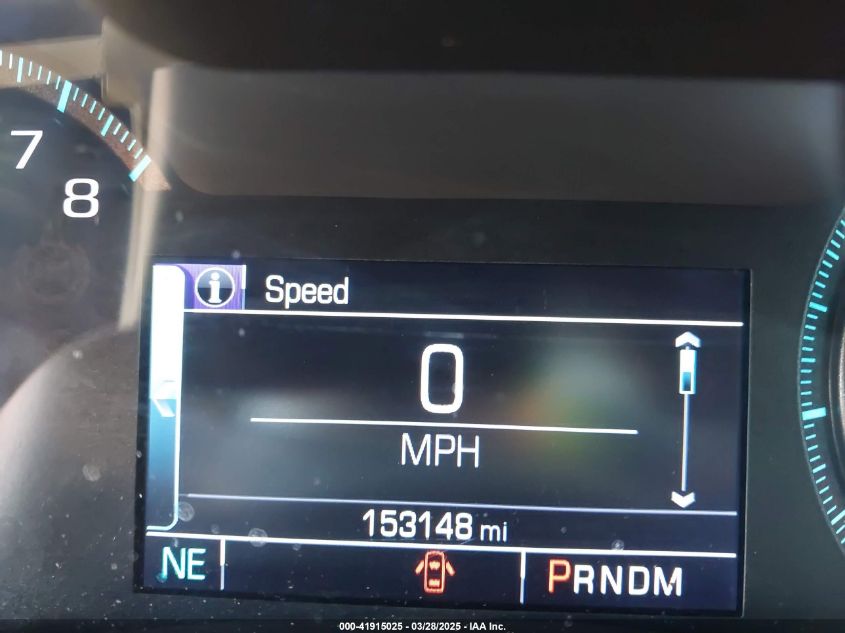 7
8
i Speed
0
MPH
153148 mi
NE PRNDM
000-41915025 - 03/28/2025 - IAA Inc.